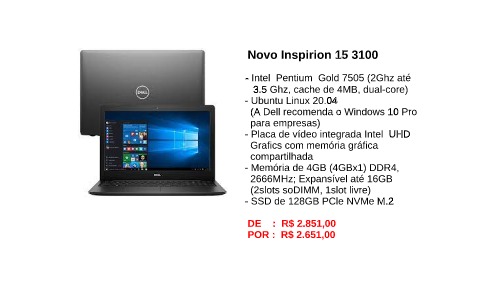 Novo Inspirion 15 3100
- Intel Pentium Gold 7505 (2Ghz até
3.5 Ghz, cache de 4MB, dual-core)
- Ubuntu Linux 20.04
(A Dell recomenda o Windows 10 Pro
para empresas)
- Placa de vídeo integrada Intel UHD
Grafics com memória gráfica
compartilhada
- Memória de 4GB (4GBx1) DDR4,
2666MHz; Expansível até 16GB
(2slots soDIMM, 1slot livre)
- SSD de 128GB PCIe NVMe M.2
DE : R$ 2.851,00
POR : R$ 2.651,00
DELL